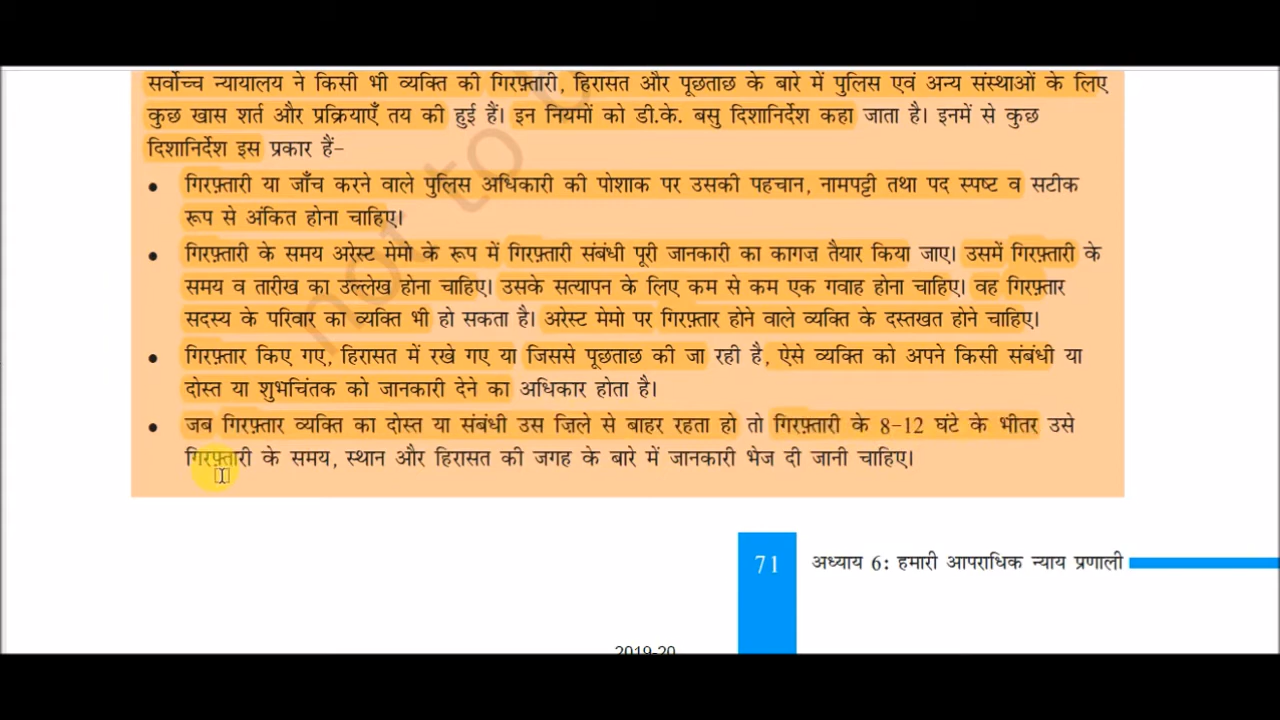 सर्वोच्च न्यायालय ने किसी भी व्यक्ति की गिरफ़्तारी, हिरासत और पूछताछ के बारे में पुलिस एवं अन्य संस्थाओं के लिए
कुछ खास शर्त और प्रक्रियाएँ तय की हुई हैं। इन नियमों को डी.के. बसु दिशानिर्देश कहा जाता है। इनमें से कुछ
दिशानिर्देश इस प्रकार हैं–
• गिरफ़्तारी या जाँच करने वाले पुलिस अधिकारी की पोशाक पर उसकी पहचान, नामपट्टी तथा पद स्पष्ट व सटीक
रूप से अंकित होना चाहिए।
• गिरफ़्तारी के समय अरेस्ट मेमो के रूप में गिरफ़्तारी संबंधी पूरी जानकारी का कागज़ तैयार किया जाए। उसमें गिरफ़्तारी के
समय व तारीख का उल्लेख होना चाहिए। उसके सत्यापन के लिए कम से कम एक गवाह होना चाहिए। वह गिरफ़्तार
सदस्य के परिवार का व्यक्ति भी हो सकता है। अरेस्ट मेमो पर गिरफ़्तार होने वाले व्यक्ति के दस्तखत होने चाहिए।
• गिरफ़्तार किए गए, हिरासत में रखे गए या जिससे पूछताछ की जा रही है, ऐसे व्यक्ति को अपने किसी संबंधी या
दोस्त या शुभचिंतक को जानकारी देने का अधिकार होता है।
• जब गिरफ़्तार व्यक्ति का दोस्त या संबंधी उस ज़िले से बाहर रहता हो तो गिरफ़्तारी के 8–12 घंटे के भीतर उसे
गिरफ़्तारी के समय, स्थान और हिरासत की जगह के बारे में जानकारी भेज दी जानी चाहिए।
not to
71 अध्याय 6: हमारी आपराधिक न्याय प्रणाली
2019-20